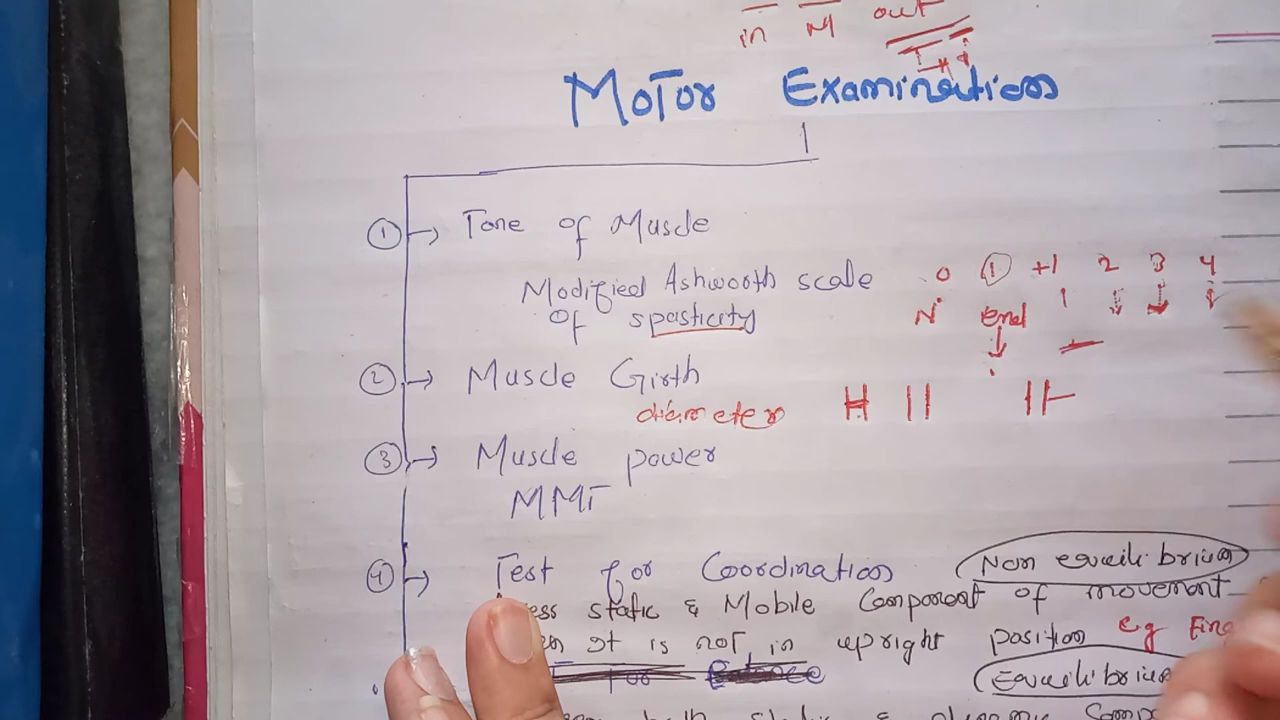 in M out
Motor Examination
① → Tone of Muscle
Modified Ashworth scale 0 ① +1 2 3 4
of spasticity N end
② → Muscle Girth
diameter
③ → Muscle power
MMT
④ → Test for Coordination Non equilibrium
static & Mobile Component of movement
it is not in upright position eg
Equilibrium
static &